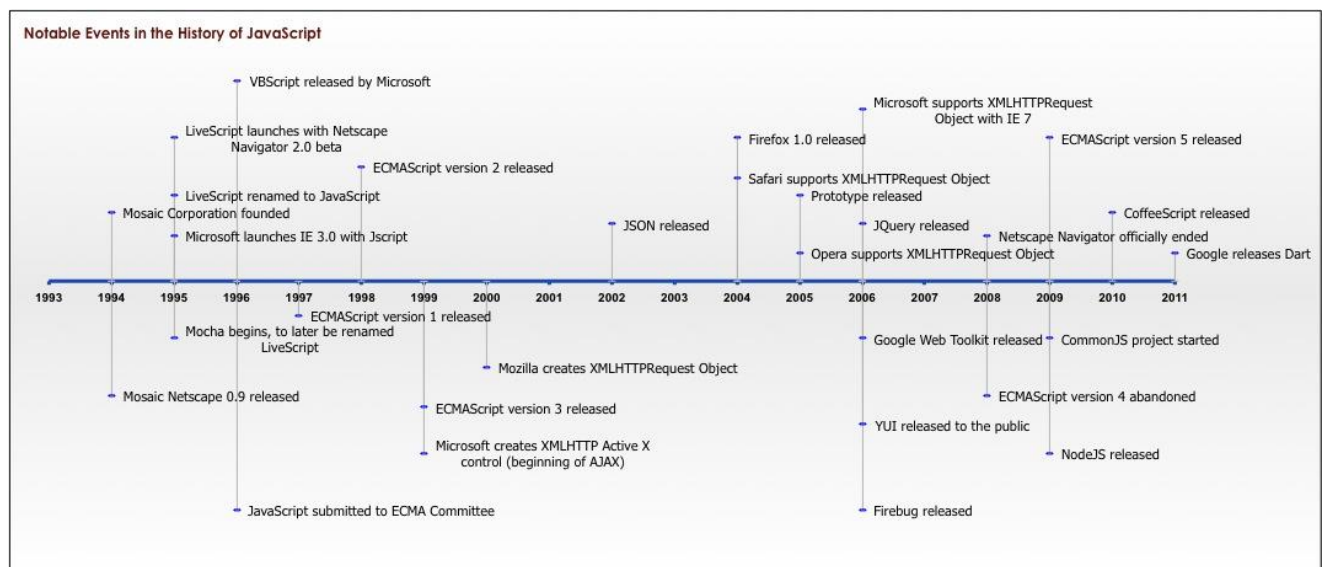 Notable Events in the History of JavaScript
VBScript released by Microsoft
Microsoft supports XMLHTTPRequest
Object with IE 7
LiveScript launches with Netscape
Navigator 2.0 beta
Firefox 1.0 released
ECMAScript version 5 released
ECMAScript version 2 released
Safari supports XMLHTTPRequest Object
LiveScript renamed to JavaScript
Prototype released
Mosaic Corporation founded
CoffeeScript released
JSON released
JQuery released
Microsoft launches IE 3.0 with Jscript
Netscape Navigator officially ended
Opera supports XMLHTTPRequest Object
Google releases Dart
1993 1994 1995 1996 1997 1998 1999 2000 2001 2002 2003 2004 2005 2006 2007 2008 2009 2010 2011
ECMAScript version 1 released
Mocha begins, to later be renamed
LiveScript
Google Web Toolkit released
CommonJS project started
Mozilla creates XMLHTTPRequest Object
Mosaic Netscape 0.9 released
ECMAScript version 4 abandoned
ECMAScript version 3 released
YUI released to the public
Microsoft creates XMLHTTP Active X
control (beginning of AJAX)
NodeJS released
JavaScript submitted to ECMA Committee
Firebug released